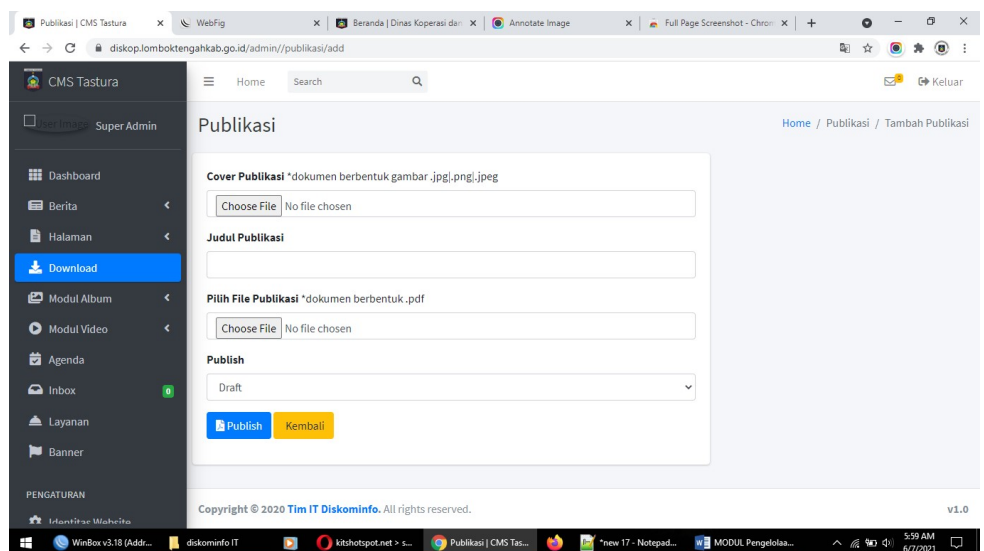 Publikasi | CMS Tastura
WebFig
Beranda | Dinas Koperasi dan
Annotate Image
Full Page Screenshot - Chrom
diskop.lomboktengahkab.go.id/admin//publikasi/add
CMS Tastura
Home
Search
Keluar
User Image
Super Admin
Publikasi
Home / Publikasi / Tambah Publikasi
Dashboard
Berita
Halaman
Download
Modul Album
Modul Video
Agenda
Inbox 0
Layanan
Banner
PENGATURAN
Identitas Website
Cover Publikasi *dokumen berbentuk gambar .jpg|.png|.jpeg
Choose File No file chosen
Judul Publikasi
Pilih File Publikasi *dokumen berbentuk .pdf
Choose File No file chosen
Publish
Draft
Publish Kembali
Copyright © 2020 Tim IT Diskominfo. All rights reserved.
v1.0
WinBox v3.18 (Addr...
diskominfo IT
kitshotspot.net > s...
Publikasi | CMS Tas...
*new 17 - Notepad...
MODUL Pengelolaa...
5:59 AM
6/7/2021